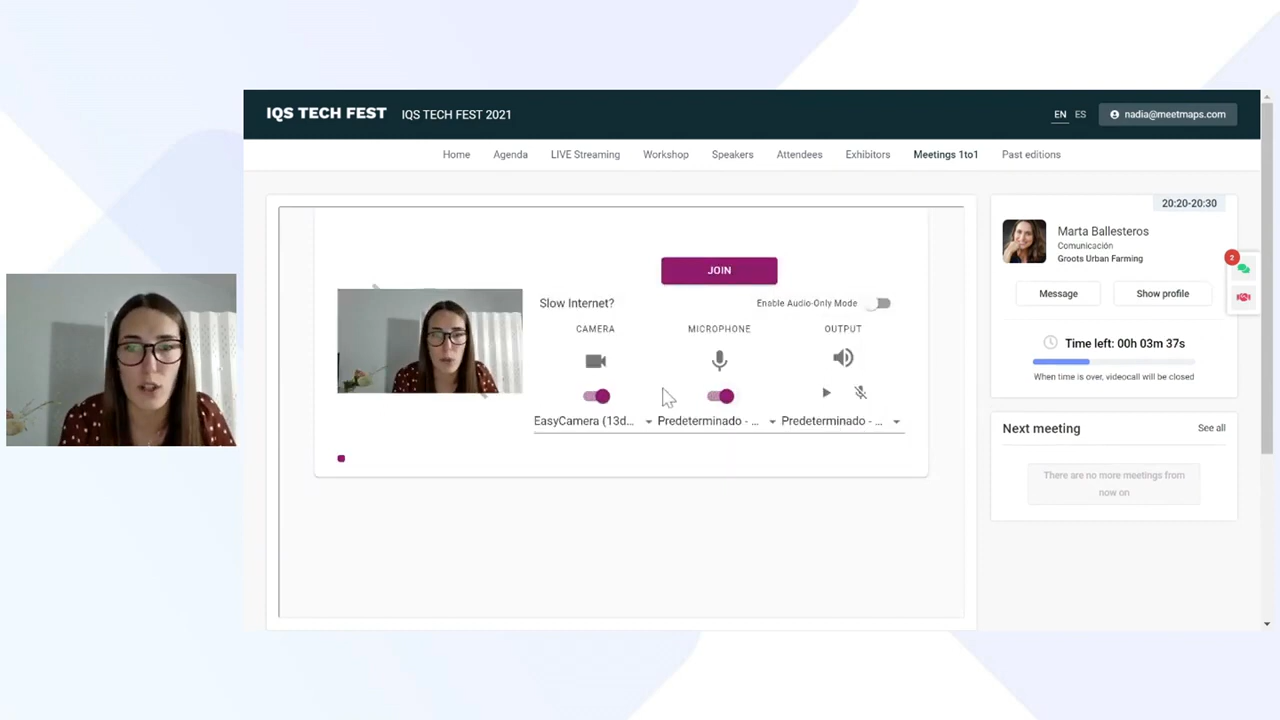 IQS TECH FEST
IQS TECH FEST 2021
EN ES
nadia@meetmaps.com
Home Agenda LIVE Streaming Workshop Speakers Attendees Exhibitors Meetings 1to1 Past editions
JOIN
Slow Internet?
Enable Audio-Only Mode
CAMERA MICROPHONE OUTPUT
EasyCamera (13d... Predeterminado - ... Predeterminado - ...
20:20-20:30
Marta Ballesteros
Comunicación
Groots Urban Farming
2
Message Show profile
Time left: 00h 03m 37s
When time is over, videocall will be closed
Next meeting See all
There are no more meetings from
now on